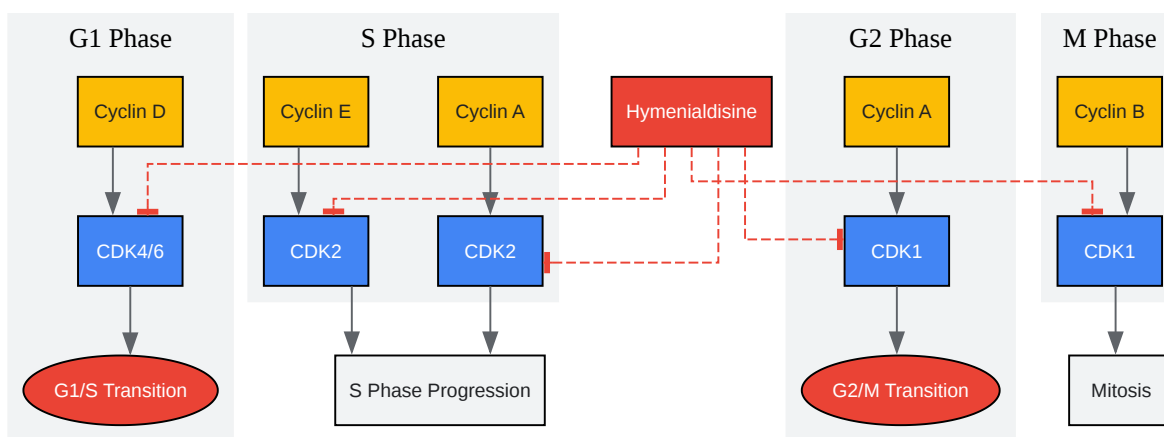 G1 Phase
S Phase
G2 Phase
M Phase
Cyclin D
Cyclin E
Cyclin A
Hymenialdisine
Cyclin A
Cyclin B
CDK4/6
CDK2
CDK2
CDK1
CDK1
G1/S Transition
S Phase Progression
G2/M Transition
Mitosis